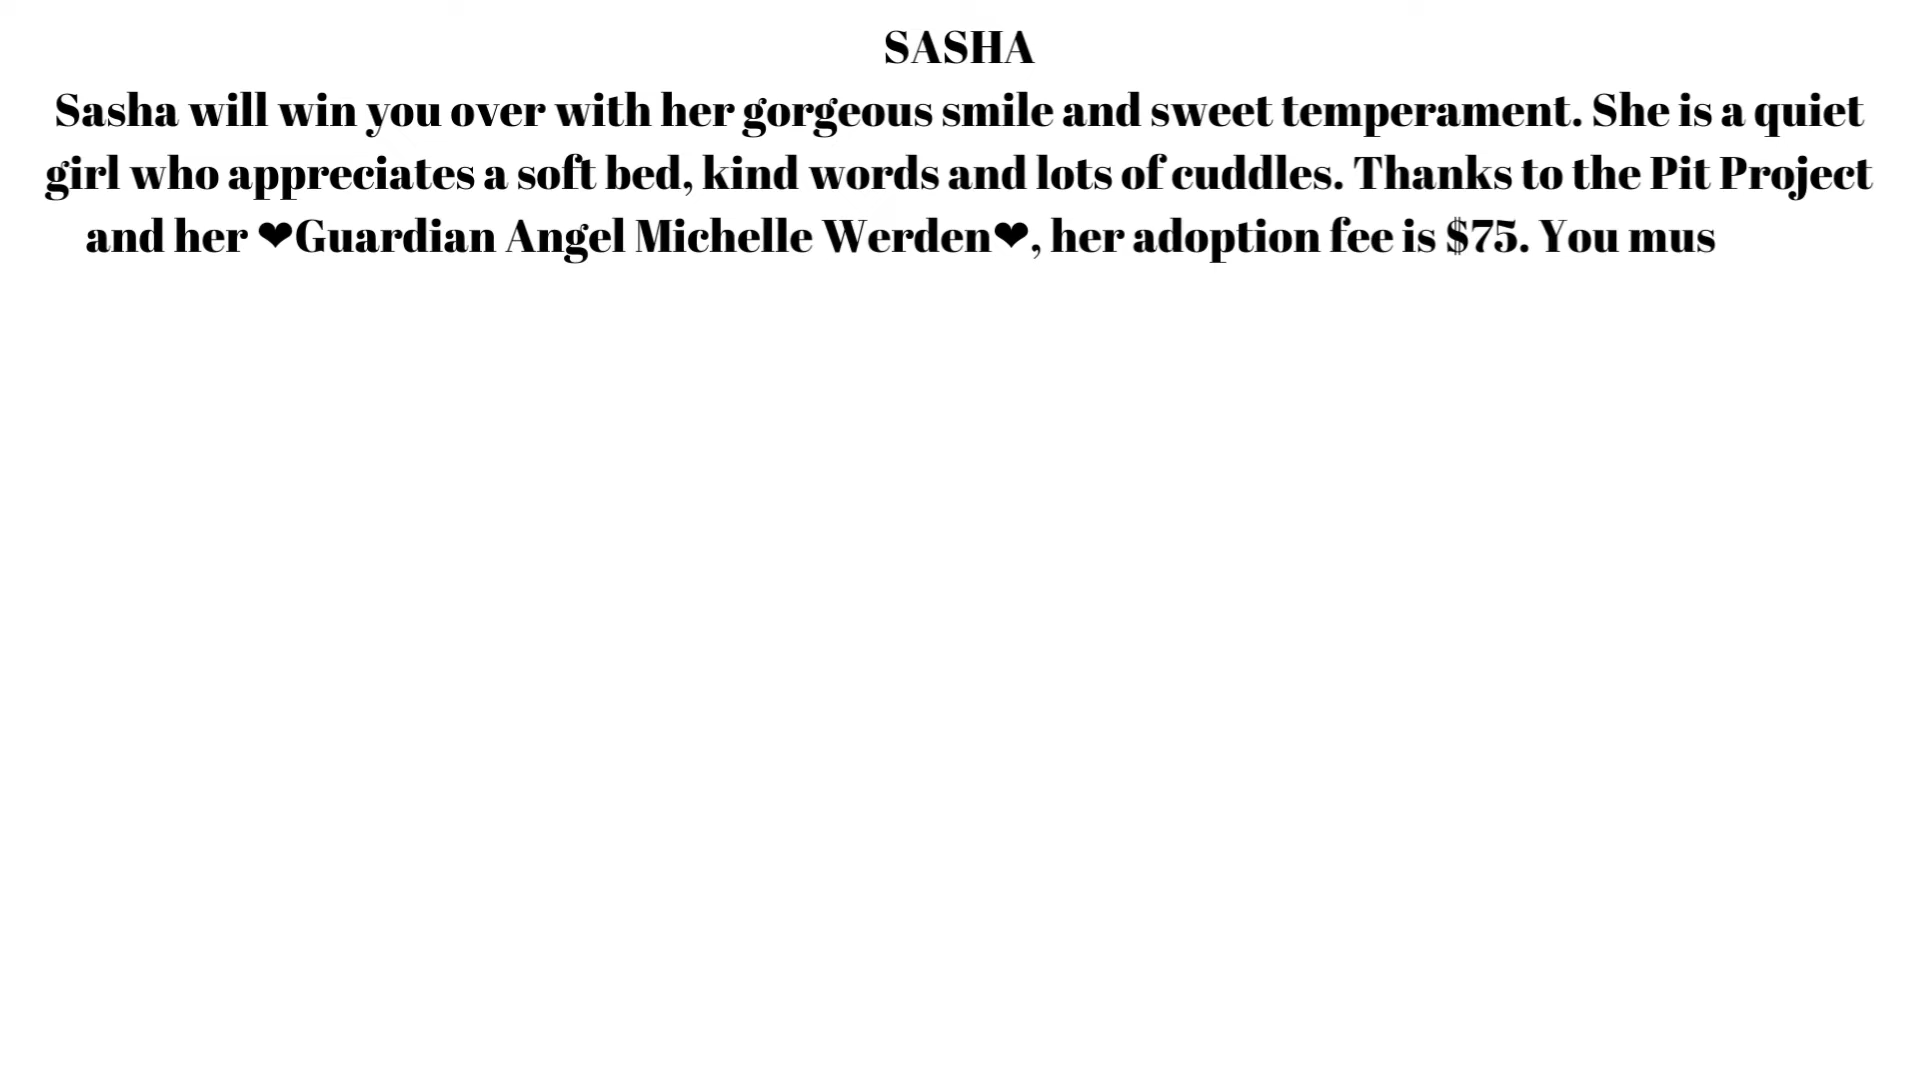 SASHA
Sasha will win you over with her gorgeous smile and sweet temperament. She is a quiet
girl who appreciates a soft bed, kind words and lots of cuddles. Thanks to the Pit Project
and her ❤Guardian Angel Michelle Werden❤, her adoption fee is $75. You mus